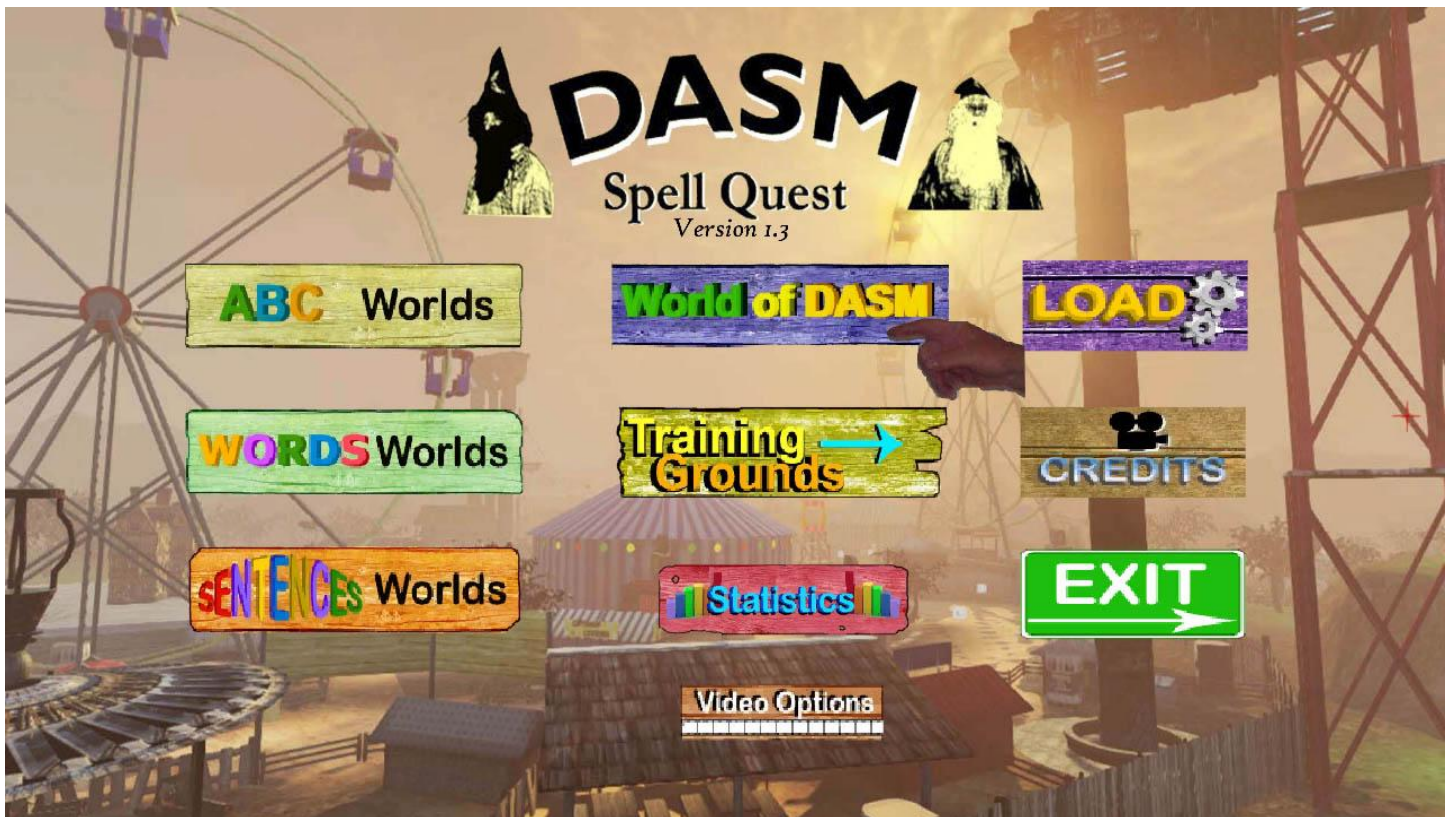 DASM
Spell Quest
Version 1.3
ABC Worlds
World of DASM
LOAD
WORDS Worlds
Training
Grounds
CREDITS
SENTENCES Worlds
Statistics
EXIT
Video Options